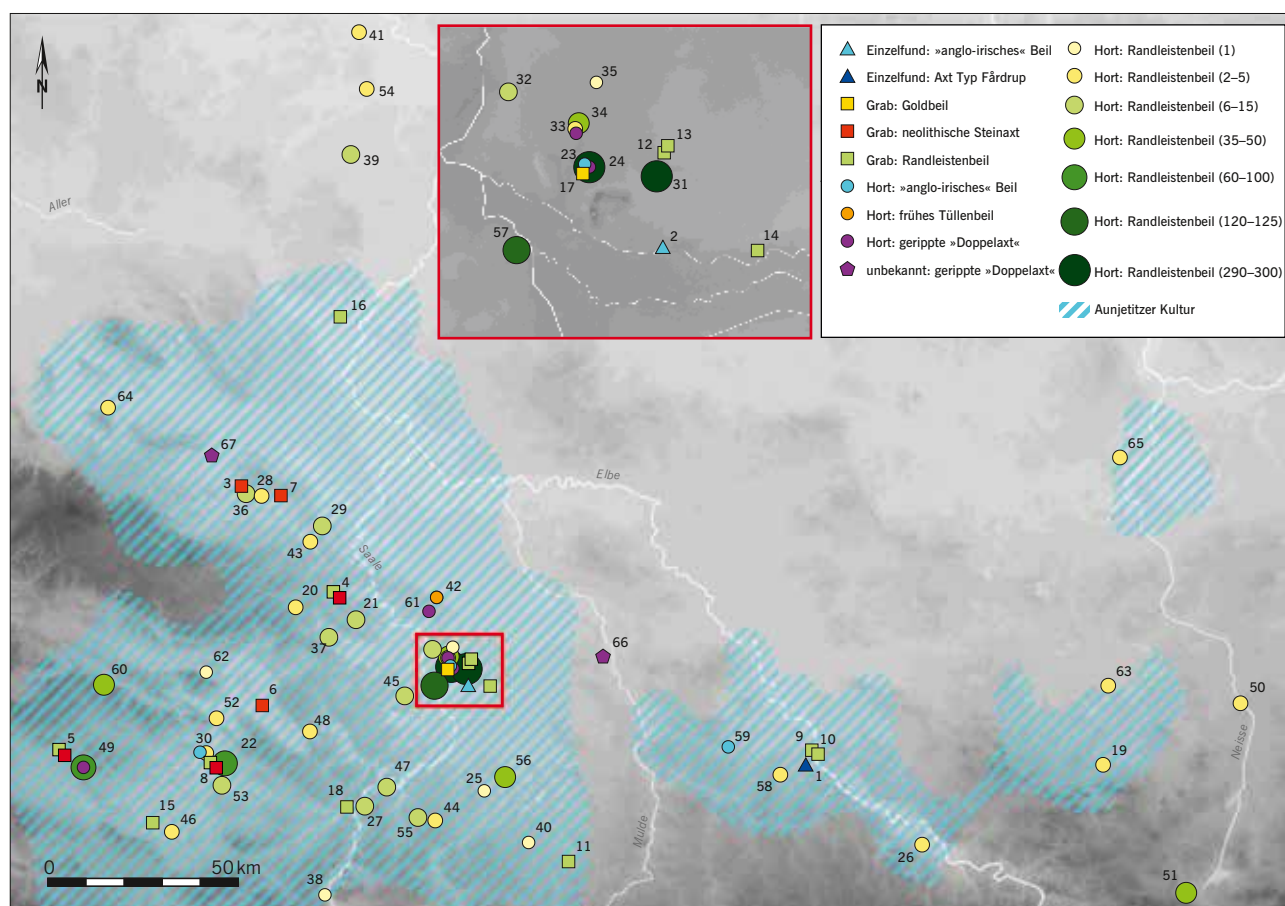 41
54
39
Aller
N
16
64
67
3
28
7
36
29
43
Saale
20
4
21
42
61
37
62
60
6
52
45
48
5
49
30
22
8
53
47
56
25
18
27
15
46
55
44
40
11
38
0
50 km
Elbe
66
Mulde
59
9
10
1
58
26
65
63
19
50
Neisse
51
32
35
34
33
13
12
23
24
17
31
57
2
14
Einzelfund: »anglo-irisches« Beil
Einzelfund: Axt Typ Fårdrup
Grab: Goldbeil
Grab: neolithische Steinaxt
Grab: Randleistenbeil
Hort: »anglo-irisches« Beil
Hort: frühes Tüllenbeil
Hort: gerippte »Doppelaxt«
unbekannt: gerippte »Doppelaxt«
Hort: Randleistenbeil (1)
Hort: Randleistenbeil (2–5)
Hort: Randleistenbeil (6–15)
Hort: Randleistenbeil (35–50)
Hort: Randleistenbeil (60–100)
Hort: Randleistenbeil (120–125)
Hort: Randleistenbeil (290–300)
Aunjetitzer Kultur